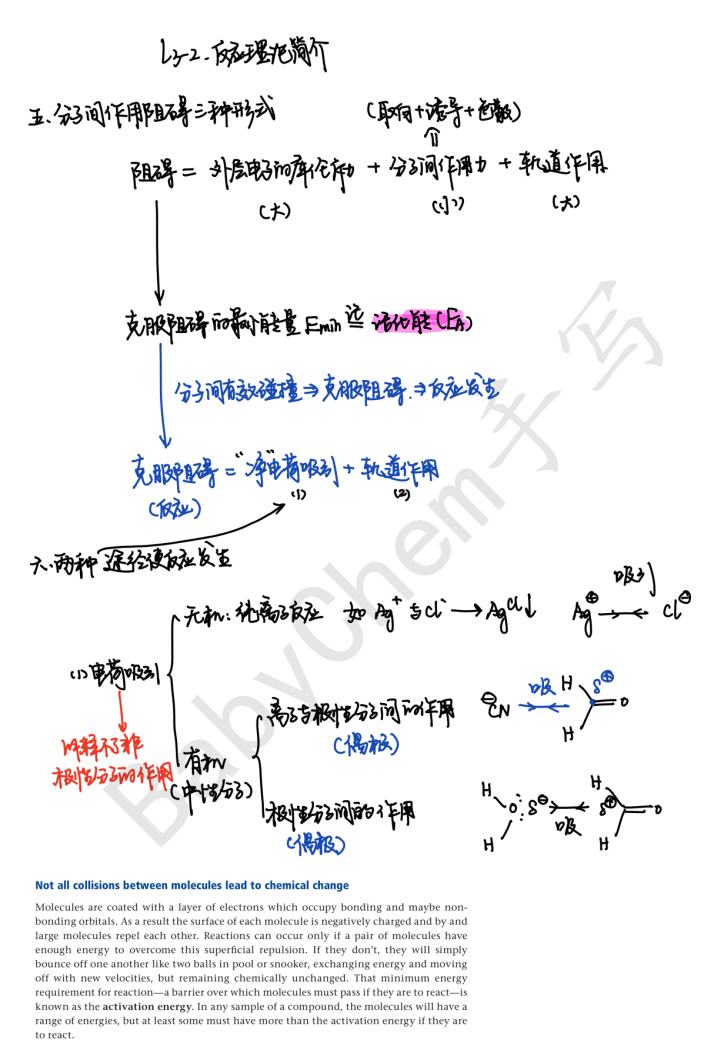 L3-2.反应理论简介
五、分子间作用阻碍三种形式 (取向+诱导+色散)
阻碍 = 外层电子间库伦斥力 + 分子间作用力 + 轨道作用
(大) (小) (大)
克服阻碍的最小能量 Emin 记 = 活化能(EA)
分子间有效碰撞⇒克服阻碍.⇒反应发生
克服阻碍 = "净"电荷吸引 + 轨道作用
(反应) (1) (2)
六、两种途径使反应发生
吸引
无机:纯离子反应 如 Ag⁺ 与 Cl⁻ → AgCl↓ Ag⊕ Cl⊖
(1)电荷吸引
离子与极性分子间的作用 ⊖CN 吸 H δ⊕ O
(偶极) H
解释不了非
极性分子间作用
有机
(中性分子)
极性分子间的作用 H O: δ⊖ H δ⊕ O
(偶极) H 吸 H
BabyChem手写
Not all collisions between molecules lead to chemical change
Molecules are coated with a layer of electrons which occupy bonding and maybe non-
bonding orbitals. As a result the surface of each molecule is negatively charged and by and
large molecules repel each other. Reactions can occur only if a pair of molecules have
enough energy to overcome this superficial repulsion. If they don't, they will simply
bounce off one another like two balls in pool or snooker, exchanging energy and moving
off with new velocities, but remaining chemically unchanged. That minimum energy
requirement for reaction—a barrier over which molecules must pass if they are to react—is
known as the activation energy. In any sample of a compound, the molecules will have a
range of energies, but at least some must have more than the activation energy if they are
to react.